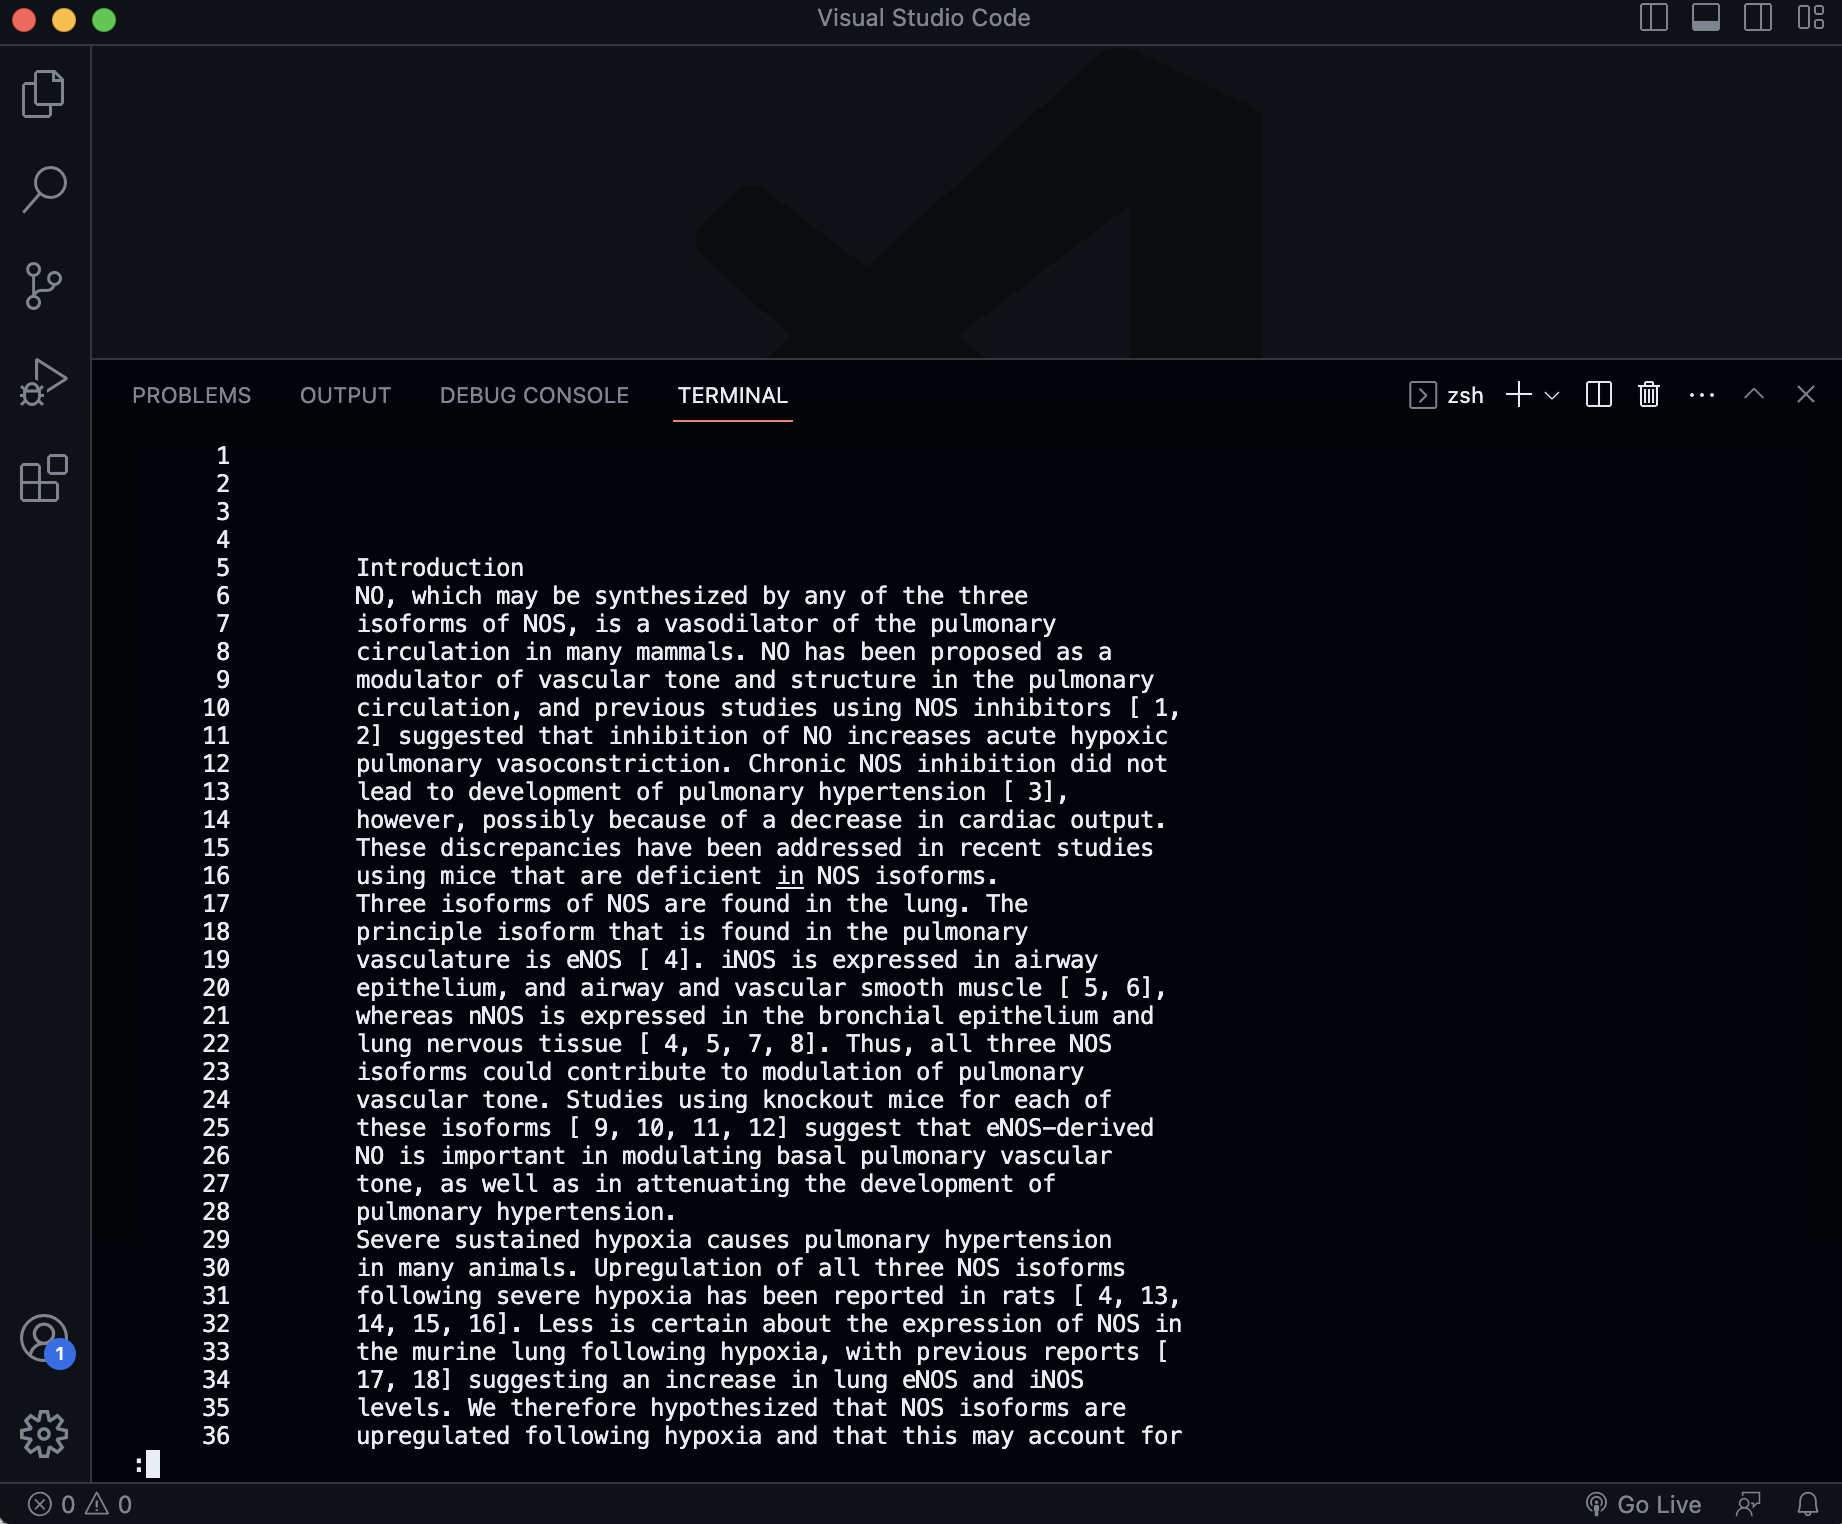 Visual Studio Code
PROBLEMS OUTPUT DEBUG CONSOLE TERMINAL zsh
1
2
3
4
5 Introduction
6 NO, which may be synthesized by any of the three
7 isoforms of NOS, is a vasodilator of the pulmonary
8 circulation in many mammals. NO has been proposed as a
9 modulator of vascular tone and structure in the pulmonary
10 circulation, and previous studies using NOS inhibitors [ 1,
11 2] suggested that inhibition of NO increases acute hypoxic
12 pulmonary vasoconstriction. Chronic NOS inhibition did not
13 lead to development of pulmonary hypertension [ 3],
14 however, possibly because of a decrease in cardiac output.
15 These discrepancies have been addressed in recent studies
16 using mice that are deficient in NOS isoforms.
17 Three isoforms of NOS are found in the lung. The
18 principle isoform that is found in the pulmonary
19 vasculature is eNOS [ 4]. iNOS is expressed in airway
20 epithelium, and airway and vascular smooth muscle [ 5, 6],
21 whereas nNOS is expressed in the bronchial epithelium and
22 lung nervous tissue [ 4, 5, 7, 8]. Thus, all three NOS
23 isoforms could contribute to modulation of pulmonary
24 vascular tone. Studies using knockout mice for each of
25 these isoforms [ 9, 10, 11, 12] suggest that eNOS-derived
26 NO is important in modulating basal pulmonary vascular
27 tone, as well as in attenuating the development of
28 pulmonary hypertension.
29 Severe sustained hypoxia causes pulmonary hypertension
30 in many animals. Upregulation of all three NOS isoforms
31 following severe hypoxia has been reported in rats [ 4, 13,
32 14, 15, 16]. Less is certain about the expression of NOS in
33 the murine lung following hypoxia, with previous reports [
34 17, 18] suggesting an increase in lung eNOS and iNOS
35 levels. We therefore hypothesized that NOS isoforms are
36 upregulated following hypoxia and that this may account for
:
1
0 0 Go Live